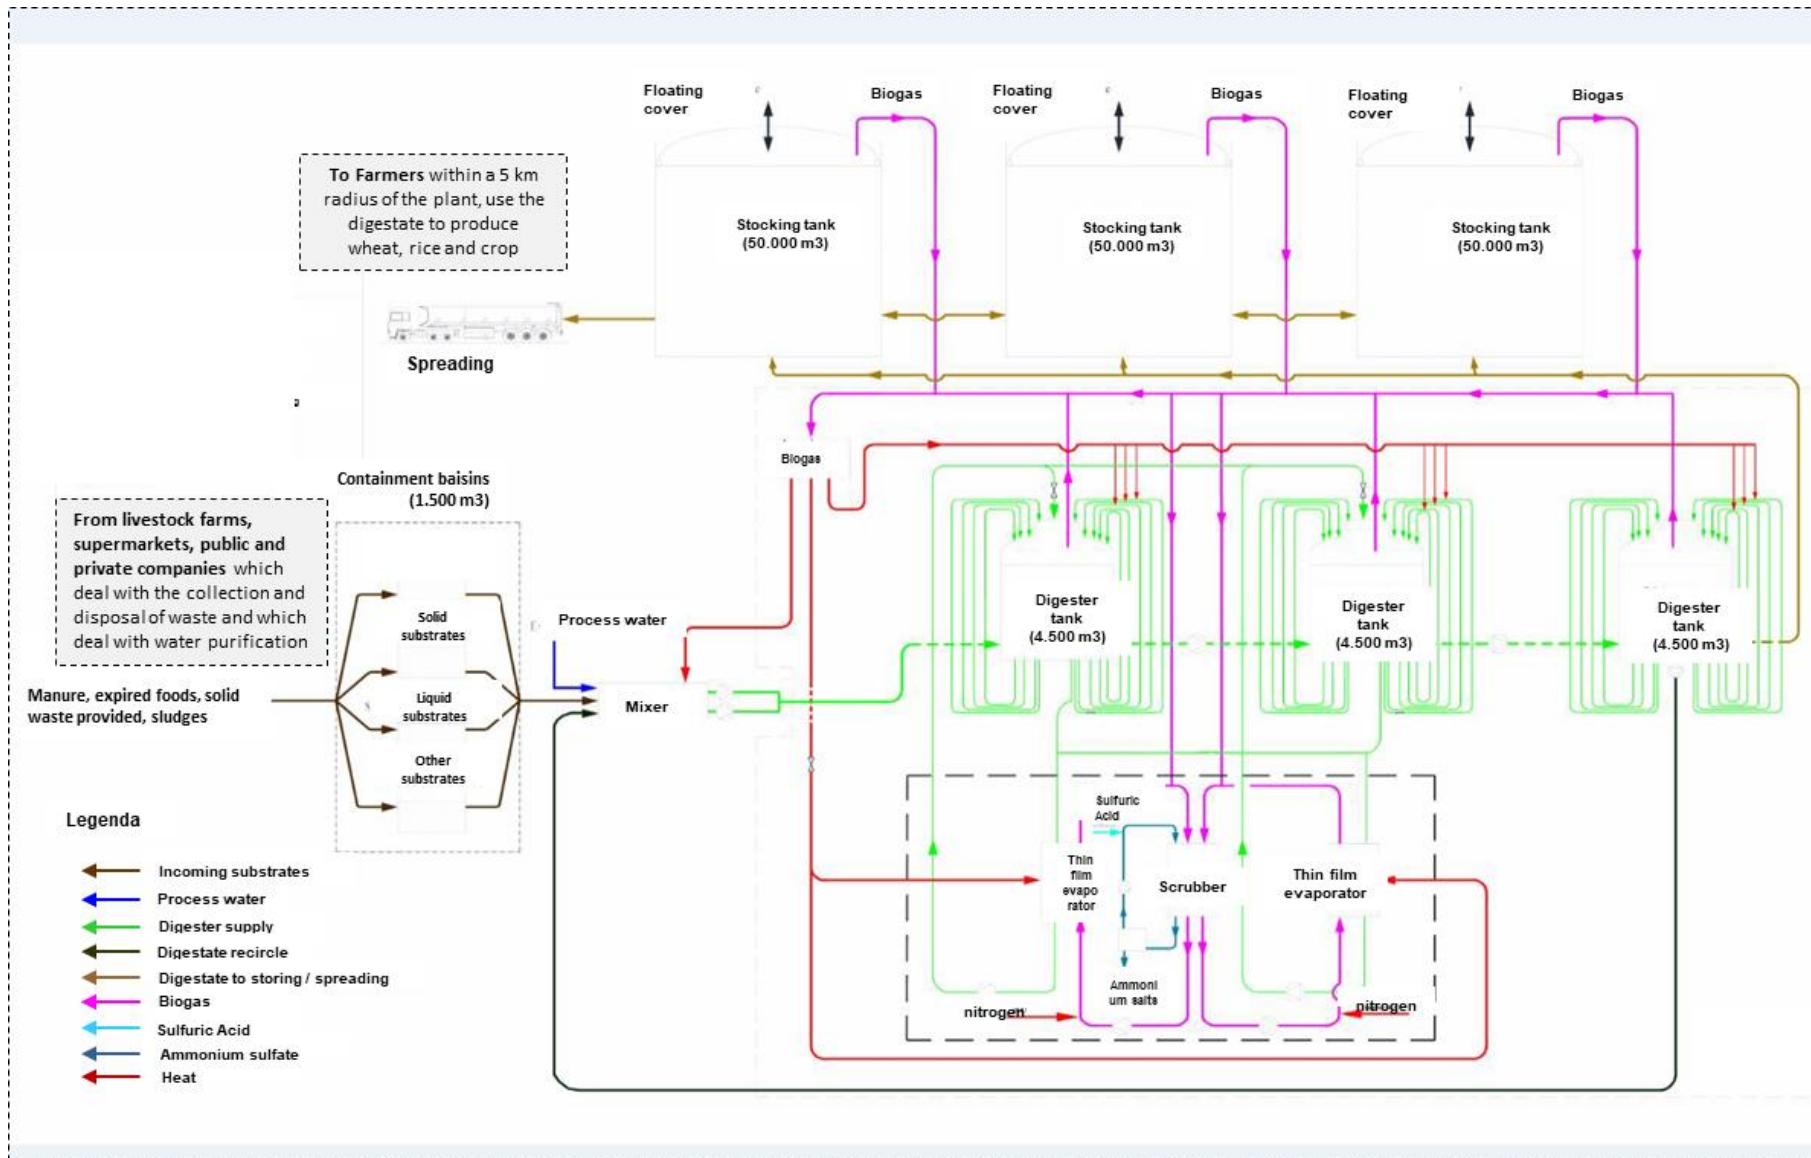 Floating
cover
Biogas
Floating
cover
Biogas
Floating
cover
Biogas
To Farmers within a 5 km
radius of the plant, use the
digestate to produce
wheat, rice and crop
Stocking tank
(50.000 m3)
Stocking tank
(50.000 m3)
Stocking tank
(50.000 m3)
Spreading
Biogas
Containment baisins
(1.500 m3)
From livestock farms,
supermarkets, public and
private companies which
deal with the collection and
disposal of waste and which
deal with water purification
Solid
substrates
Liquid
substrates
Other
substrates
Manure, expired foods, solid
waste provided, sludges
Process water
Mixer
Digester
tank
(4.500 m3)
Digester
tank
(4.500 m3)
Digester
tank
(4.500 m3)
Sulfuric
Acid
Thin
film
evapo
rator
Scrubber
Thin film
evaporator
Ammoni
um salts
nitrogen
nitrogen
Legenda
Incoming substrates
Process water
Digester supply
Digestate recircle
Digestate to storing / spreading
Biogas
Sulfuric Acid
Ammonium sulfate
Heat